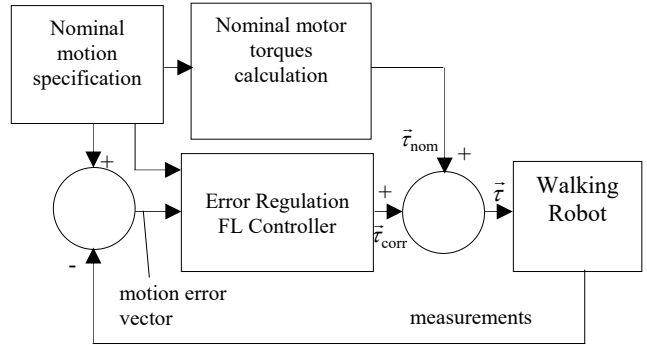 Nominal
motion
specification
Nominal motor
torques
calculation
τ⃗nom
+
+
Error Regulation
FL Controller
+
τ⃗corr
τ⃗
Walking
Robot
-
motion error
vector
measurements